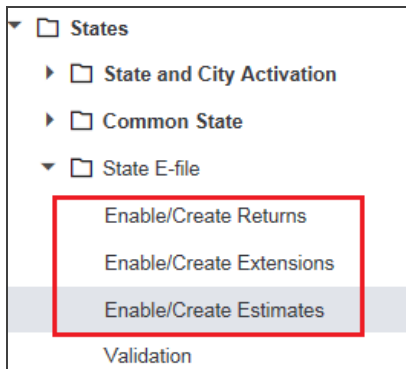 States
State and City Activation
Common State
State E-file
Enable/Create Returns
Enable/Create Extensions
Enable/Create Estimates
Validation